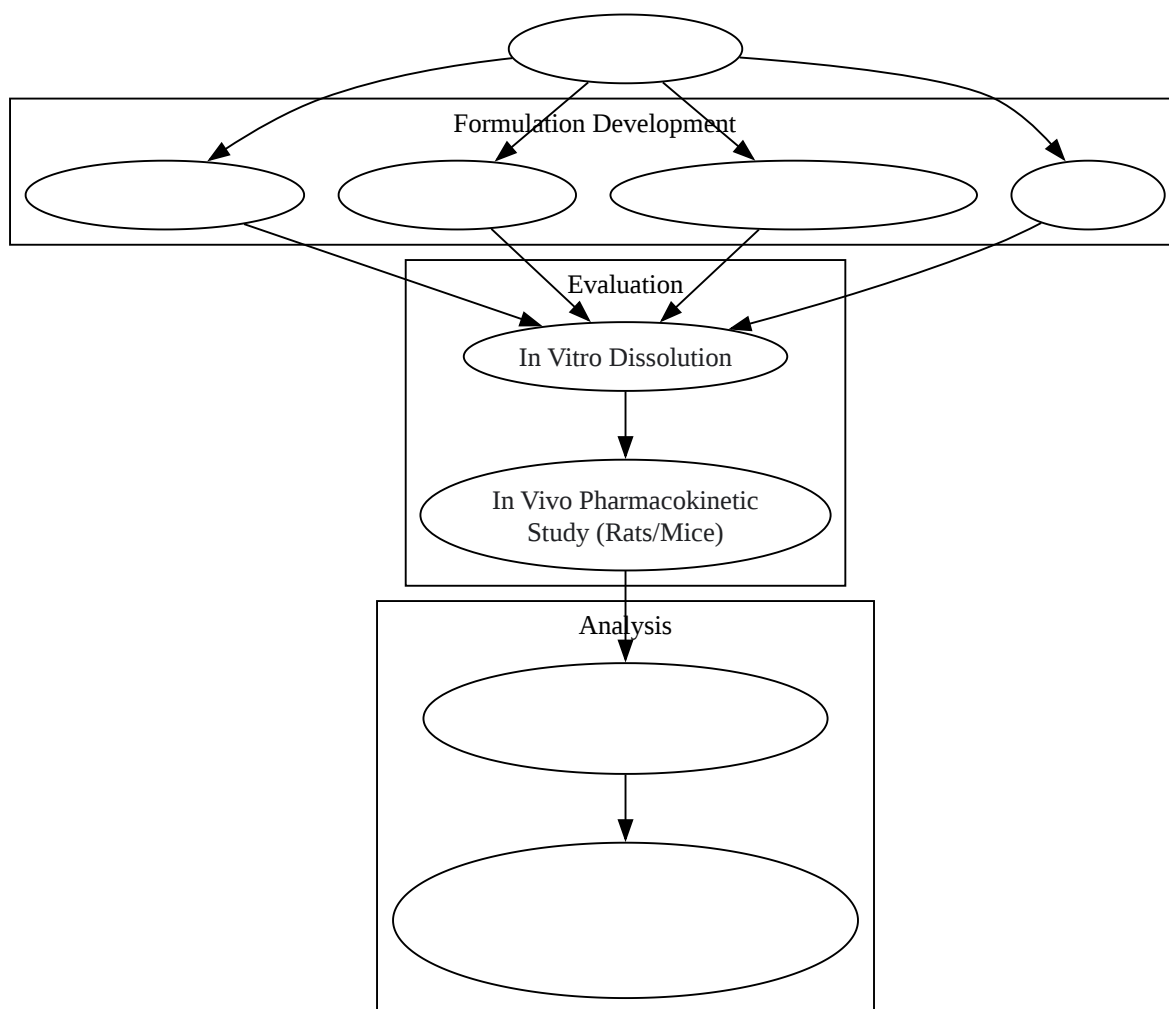 Formulation Development
Evaluation
In Vitro Dissolution
In Vivo Pharmacokinetic
Study (Rats/Mice)
Analysis